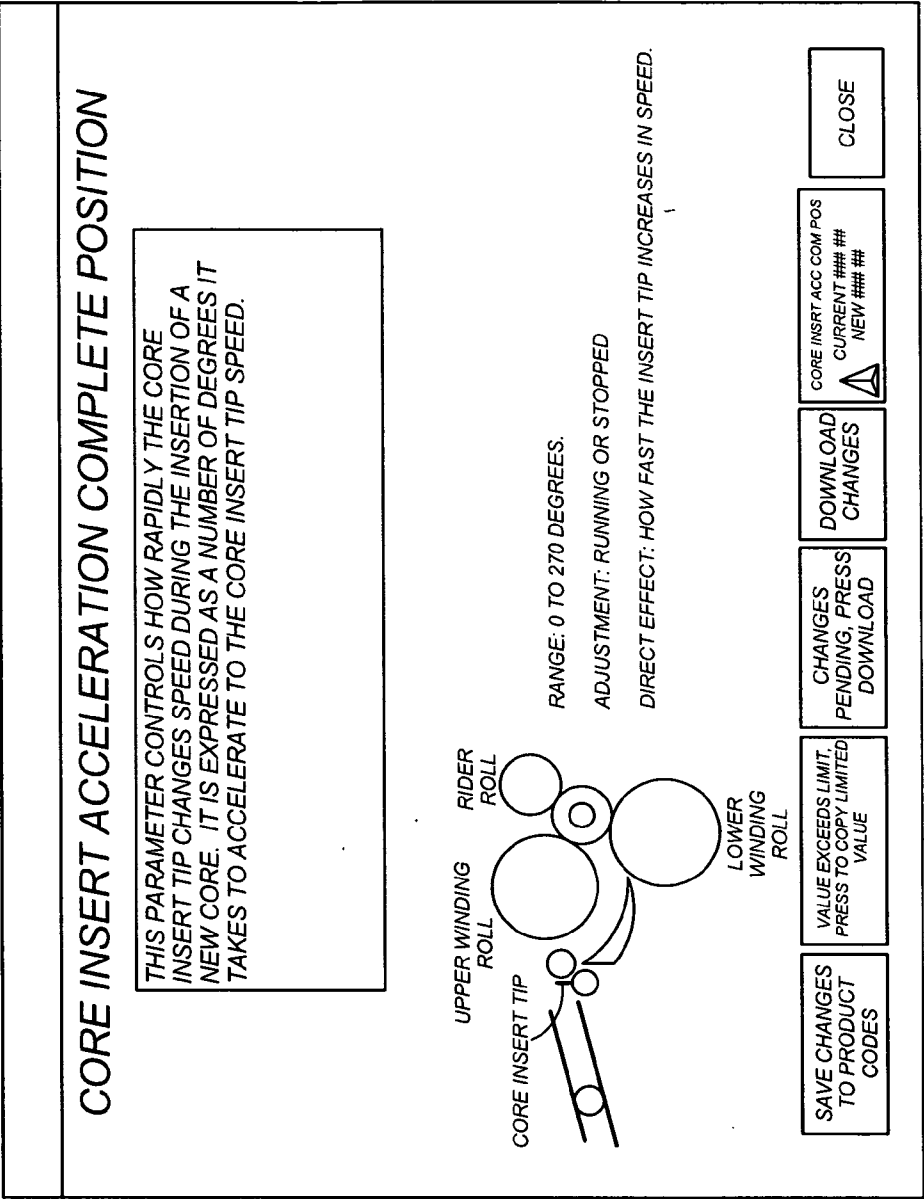 CORE INSERT ACCELERATION COMPLETE POSITION
THIS PARAMETER CONTROLS HOW RAPIDLY THE CORE
INSERT TIP CHANGES SPEED DURING THE INSERTION OF A
NEW CORE. IT IS EXPRESSED AS A NUMBER OF DEGREES IT
TAKES TO ACCELERATE TO THE CORE INSERT TIP SPEED.
UPPER WINDING
ROLL
RIDER
ROLL
CORE INSERT TIP
LOWER
WINDING
ROLL
RANGE: 0 TO 270 DEGREES.
ADJUSTMENT: RUNNING OR STOPPED
DIRECT EFFECT: HOW FAST THE INSERT TIP INCREASES IN SPEED.
SAVE CHANGES
TO PRODUCT
CODES
VALUE EXCEEDS LIMIT,
PRESS TO COPY LIMITED
VALUE
CHANGES
PENDING, PRESS
DOWNLOAD
DOWNLOAD
CHANGES
CORE INSRT ACC COM POS
CURRENT ### ##
NEW ### ##
CLOSE